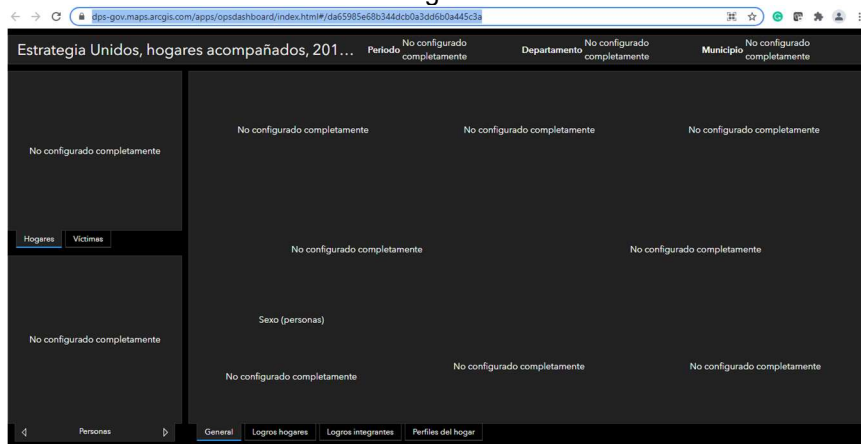 dps-gov.maps.arcgis.com/apps/opsdashboard/index.html#/da65985e68b344dcb0a3dd6b0a445c3a
Estrategia Unidos, hogares acompañados, 201...
Periodo No configurado completamente
Departamento No configurado completamente
Municipio No configurado completamente
No configurado completamente
No configurado completamente
No configurado completamente
No configurado completamente
Hogares Víctimas
No configurado completamente
No configurado completamente
Sexo (personas)
No configurado completamente
No configurado completamente
No configurado completamente
No configurado completamente
Personas
General Logros hogares Logros integrantes Perfiles del hogar